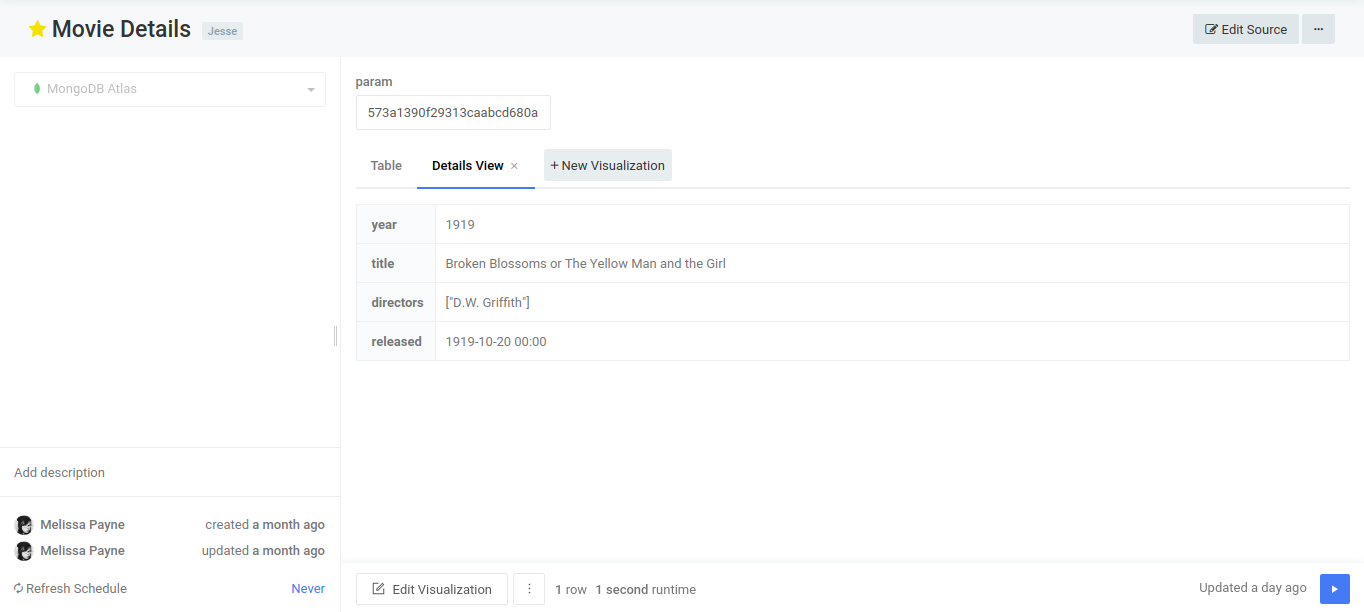 Movie Details Jesse
Edit Source ...
MongoDB Atlas
param
573a1390f29313caabcd680a
Table Details View × + New Visualization
year 1919
title Broken Blossoms or The Yellow Man and the Girl
directors ["D.W. Griffith"]
released 1919-10-20 00:00
Add description
Melissa Payne created a month ago
Melissa Payne updated a month ago
Refresh Schedule Never
Edit Visualization 1 row 1 second runtime
Updated a day ago